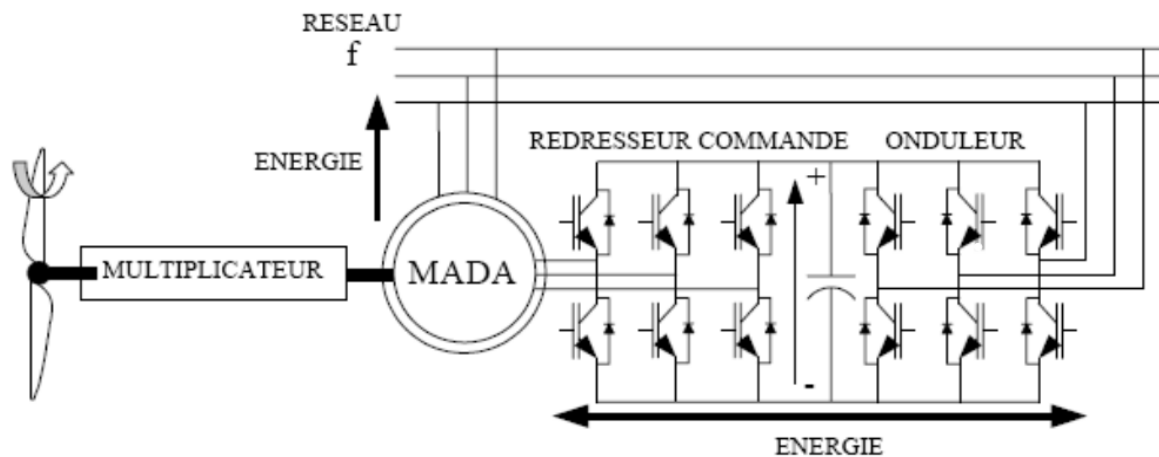 RESEAU
f
ENERGIE
REDRESSEUR COMMANDE
ONDULEUR
+
MULTIPLICATEUR
MADA
-
ENERGIE